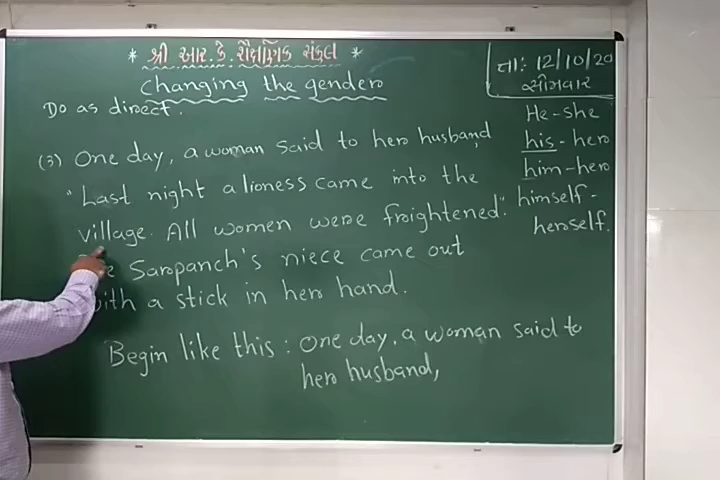 * શ્રી આર. કે. શૈક્ષણિક સંકુલ *
તા: 12/10/20
સોમવાર
Changing the gender
Do as direct.
He-she
his-her
him-her
himself-
herself.
(3) One day, a woman said to her husband
"Last night a lioness came into the
village. All women were frightened".
Sarpanch's niece came out
with a stick in her hand.
Begin like this: One day, a woman said to
her husband,